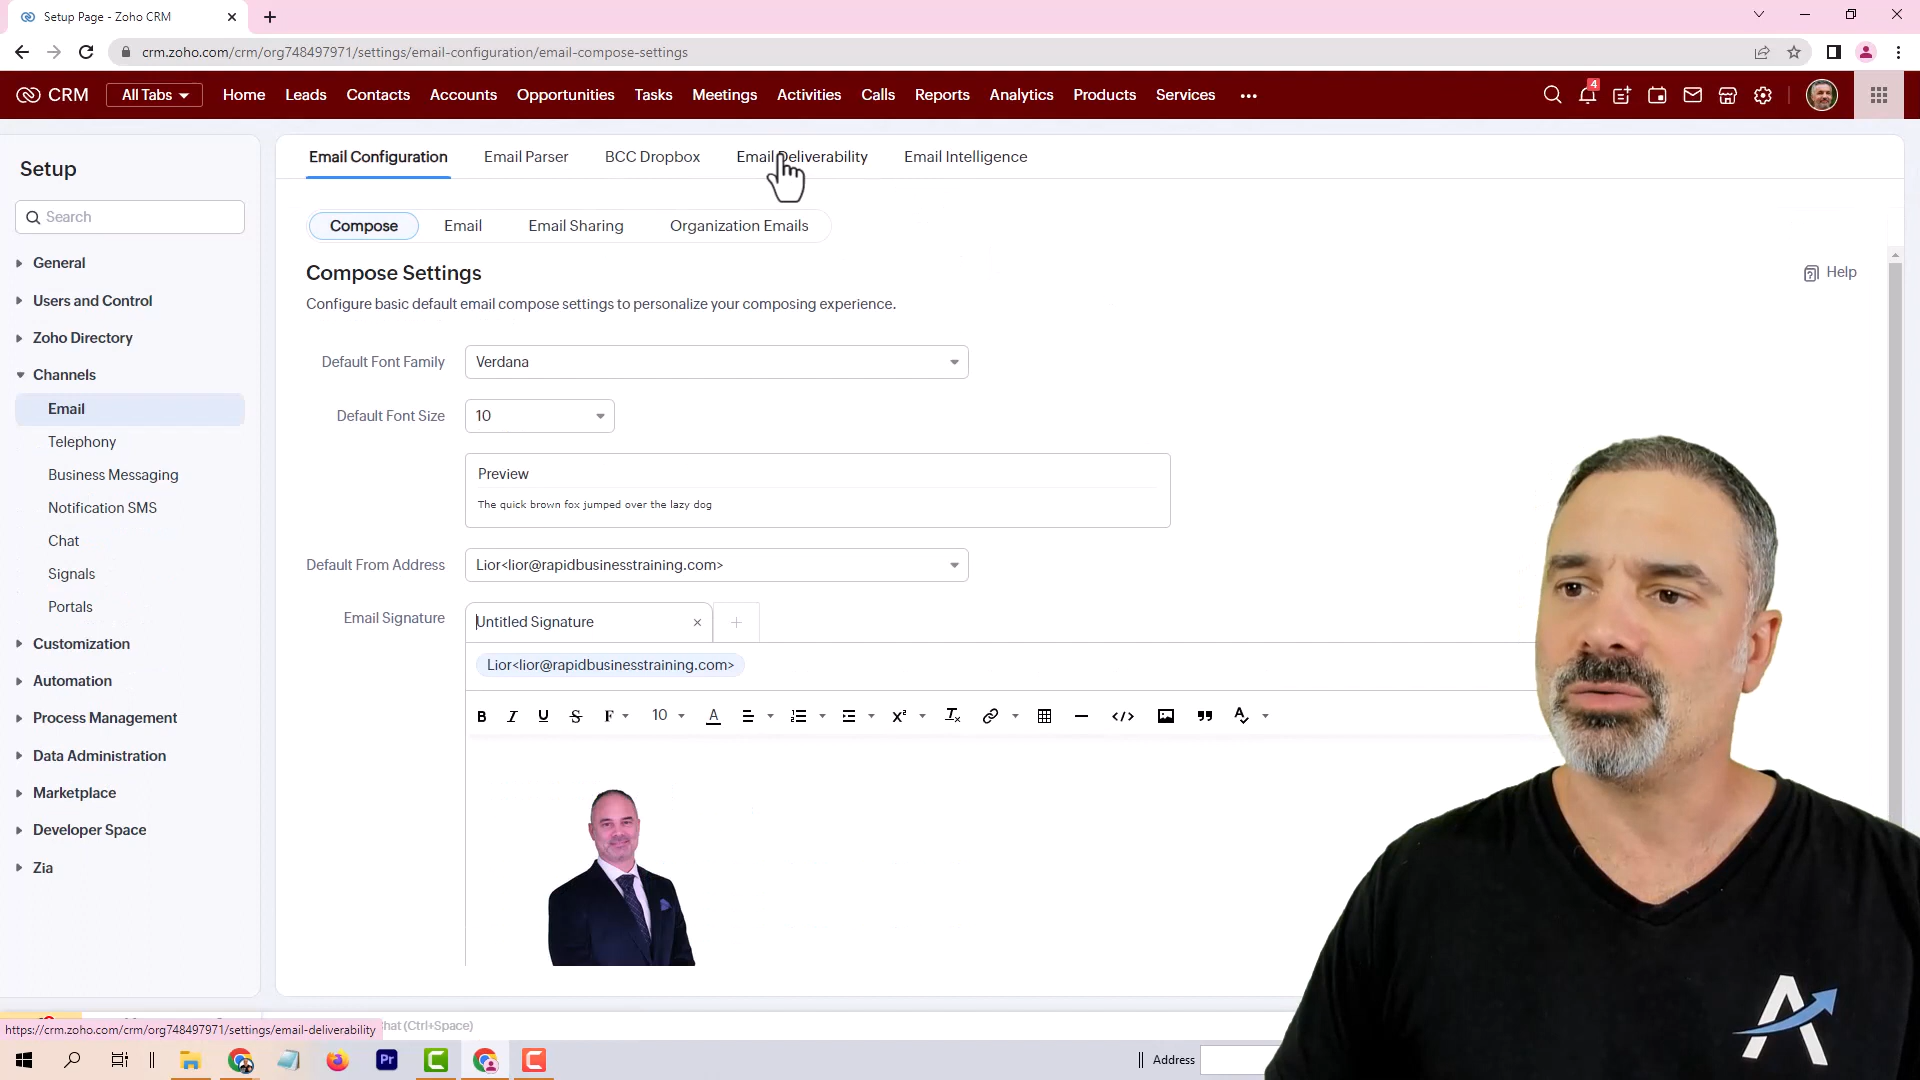 Setup Page - Zoho CRM
crm.zoho.com/crm/org748497971/settings/email-configuration/email-compose-settings
CRM All Tabs Home Leads Contacts Accounts Opportunities Tasks Meetings Activities Calls Reports Analytics Products Services ... 4
Setup
Search
General
Users and Control
Zoho Directory
Channels
Email
Telephony
Business Messaging
Notification SMS
Chat
Signals
Portals
Customization
Automation
Process Management
Data Administration
Marketplace
Developer Space
Zia
Email Configuration Email Parser BCC Dropbox Email Deliverability Email Intelligence
Compose Email Email Sharing Organization Emails
Compose Settings
Help
Configure basic default email compose settings to personalize your composing experience.
Default Font Family Verdana
Default Font Size 10
Preview
The quick brown fox jumped over the lazy dog
Default From Address Lior<lior@rapidbusinesstraining.com>
Email Signature Untitled Signature
Lior<lior@rapidbusinesstraining.com>
B I U S F 10 A
https://crm.zoho.com/crm/org748497971/settings/email-deliverability
Chat (Ctrl+Space)
Pr
Address